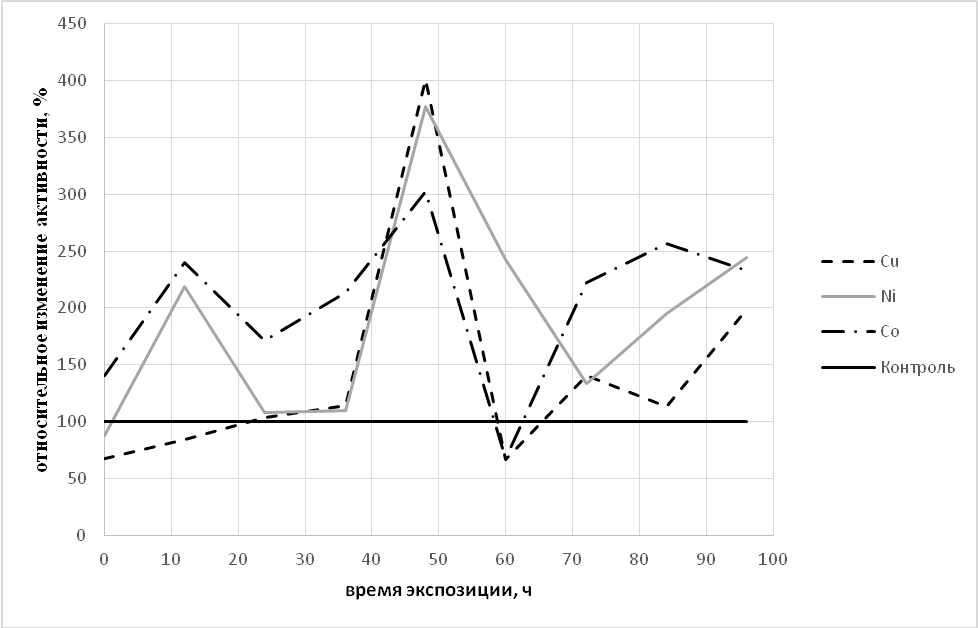 450
400
350
300
250
200
150
100
50
0
относительное изменение активности, %
0 10 20 30 40 50 60 70 80 90 100
время экспозиции, ч
Cu
Ni
Co
Контроль